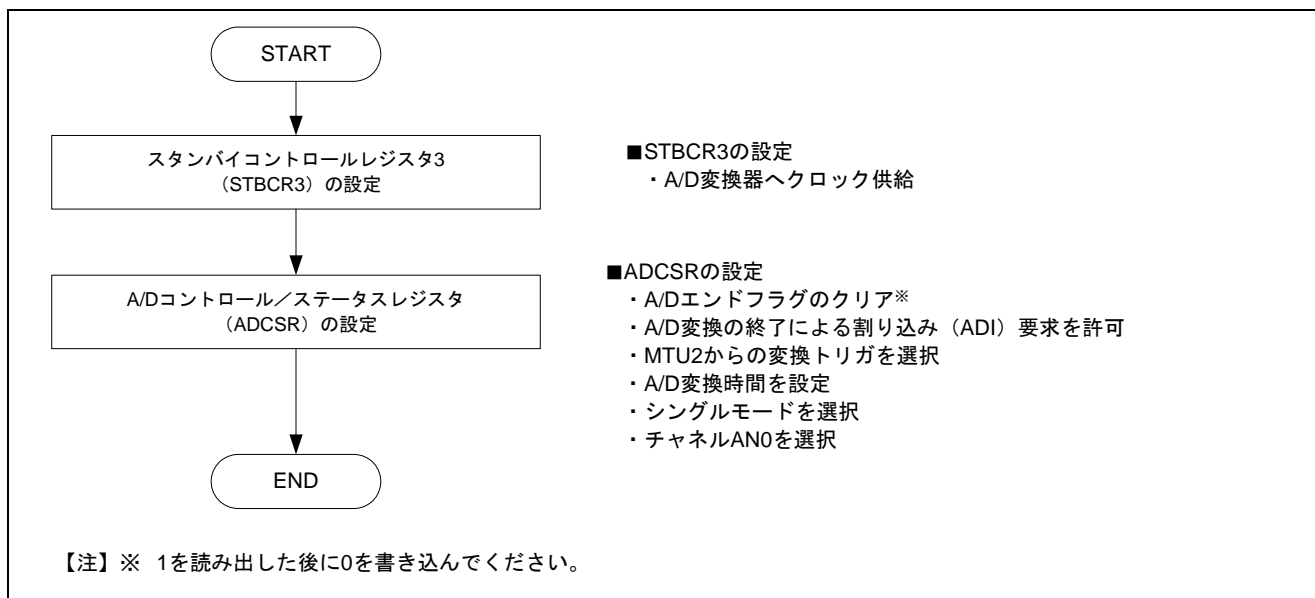 START
スタンバイコントロールレジスタ3
（STBCR3）の設定
■STBCR3の設定
・A/D変換器へクロック供給
A/Dコントロール／ステータスレジスタ
（ADCSR）の設定
■ADCSRの設定
・A/Dエンドフラグのクリア※
・A/D変換の終了による割り込み（ADI）要求を許可
・MTU2からの変換トリガを選択
・A/D変換時間を設定
・シングルモードを選択
・チャネルAN0を選択
END
【注】※ 1を読み出した後に0を書き込んでください。